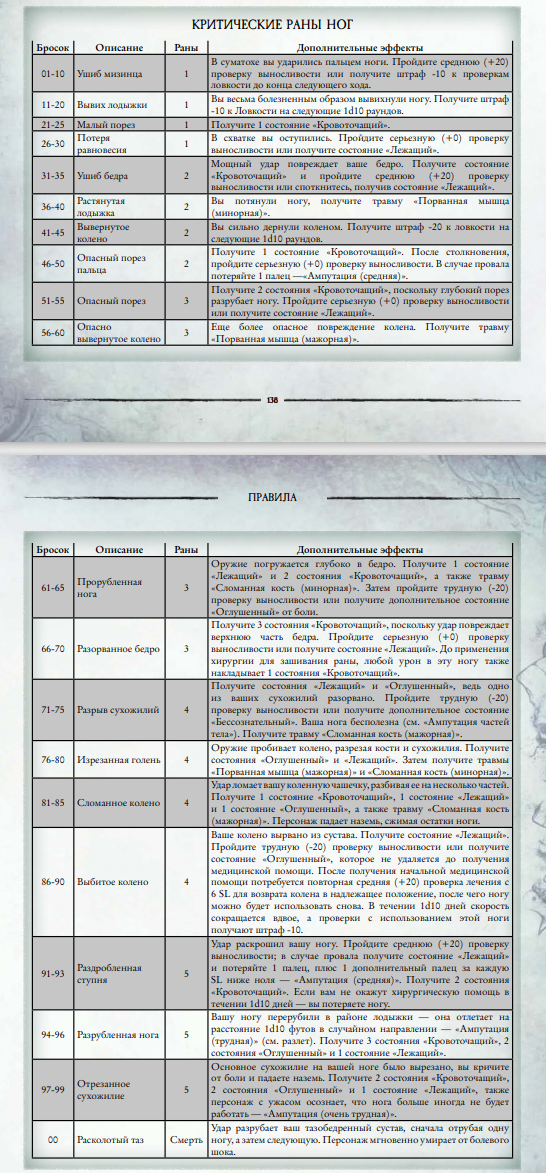 КРИТИЧЕСКИЕ РАНЫ НОГ
Бросок Описание Раны Дополнительные эффекты
01-10 Ушиб мизинца 1 В суматохе вы ударились пальцем ноги. Пройдите среднюю (+20)
проверку выносливости или получите штраф -10 к проверкам
ловкости до конца следующего хода.
11-20 Вывих лодыжки 1 Вы весьма болезненным образом вывихнули ногу. Получите штраф
-10 к Ловкости на следующие 1d10 раундов.
21-25 Малый порез 1 Получите 1 состояние «Кровоточащий».
26-30 Потеря
равновесия 1 В схватке вы оступились. Пройдите серьезную (+0) проверку
выносливости или получите состояние «Лежащий».
31-35 Ушиб бедра 2 Мощный удар повреждает ваше бедро. Получите состояние
«Кровоточащий» и пройдите среднюю (+20) проверку
выносливости или споткнитесь, получив состояние «Лежащий».
36-40 Растянутая
лодыжка 2 Вы потянули ногу, получите травму «Порванная мышца
(минорная)».
41-45 Вывернутое
колено 2 Вы сильно дернули коленом. Получите штраф -20 к ловкости на
следующие 1d10 раундов.
46-50 Опасный порез
пальца 2 Получите 1 состояние «Кровоточащий». После столкновения,
пройдите серьезную (+0) проверку выносливости. В случае провала
потеряйте 1 палец —«Ампутация (средняя)».
51-55 Опасный порез 3 Получите 2 состояния «Кровоточащий», поскольку глубокий порез
разрубает ногу. Пройдите серьезную (+0) проверку выносливости
или получите состояние «Лежащий».
56-60 Опасно
вывернутое колено 3 Еще более опасное повреждение колена. Получите травму
«Порванная мышца (мажорная)».
138
ПРАВИЛА
Бросок Описание Раны Дополнительные эффекты
61-65 Прорубленная
нога 3 Оружие погружается глубоко в бедро. Получите 1 состояние
«Лежащий» и 2 состояния «Кровоточащий», а также травму
«Сломанная кость (минорная)». Затем пройдите трудную (-20)
проверку выносливости или получите дополнительное состояние
«Оглушенный» от боли.
66-70 Разорванное бедро 3 Получите 3 состояния «Кровоточащий», поскольку удар повреждает
верхнюю часть бедра. Пройдите серьезную (+0) проверку
выносливости или получите состояние «Лежащий». До применения
хирургии для зашивания раны, любой урон в эту ногу также
накладывает 1 состояния «Кровоточащий».
71-75 Разрыв сухожилий 4 Получите состояния «Лежащий» и «Оглушенный», ведь одно
из ваших сухожилий разорвано. Пройдите трудную (-20)
проверку выносливости или получите дополнительное состояние
«Бессознательный». Ваша нога бесполезна (см. «Ампутация частей
тела»). Получите травму «Сломанная кость (мажорная)».
76-80 Изрезанная голень 4 Оружие пробивает колено, разрезая кости и сухожилия. Получите
состояния «Оглушенный» и «Лежащий». Затем получите травмы
«Порванная мышца (мажорная)» и «Сломанная кость (минорная)».
81-85 Сломанное колено 4 Удар ломает вашу коленную чашечку, разбивая ее на несколько частей.
Получите 1 состояние «Кровоточащий», 1 состояние «Лежащий»
и 1 состояние «Оглушенный», а также травму «Сломанная кость
(мажорная)». Персонаж падает наземь, сжимая остатки ноги.
86-90 Выбитое колено 4 Ваше колено вырвано из сустава. Получите состояние «Лежащий».
Пройдите трудную (-20) проверку выносливости или получите
состояние «Оглушенный», которое не удаляется до получения
медицинской помощи. После получения начальной медицинской
помощи потребуется повторная средняя (+20) проверка лечения с
6 SL для возврата колена в надлежащее положение, после чего ногу
можно будет использовать снова. В течении 1d10 дней скорость
сокращается вдвое, а проверки с использованием этой ноги
получают штраф -10.
91-93 Раздробленная
ступня 5 Удар раскрошил вашу ногу. Пройдите среднюю (+20) проверку
выносливости; в случае провала получите состояние «Лежащий»
и потеряйте 1 палец, плюс 1 дополнительный палец за каждую
SL ниже ноля — «Ампутация (средняя)». Получите 2 состояния
«Кровоточащий». Если вам не окажут хирургическую помощь в
течении 1d10 дней — вы потеряете ногу.
94-96 Разрубленная нога 5 Вашу ногу перерубили в районе лодыжки — она отлетает на
расстояние 1d10 футов в случайном направлении — «Ампутация
(трудная)» (см. разлет). Получите 3 состояния «Кровоточащий», 2
состояния «Оглушенный» и 1 состояние «Лежащий».
97-99 Отрезанное
сухожилие 5 Основное сухожилие на вашей ноге было вырезано, вы кричите
от боли и падаете наземь. Получите 2 состояния «Кровоточащий»,
2 состояния «Оглушенный» и 1 состояние «Лежащий», также
персонаж с ужасом осознает, что нога больше иногда не будет
работать — «Ампутация (очень трудная)».
00 Расколотый таз Смерть Удар разрубает ваш тазобедренный сустав, сначала отрубая одну
ногу, а затем следующую. Персонаж мгновенно умирает от болевого
шока.